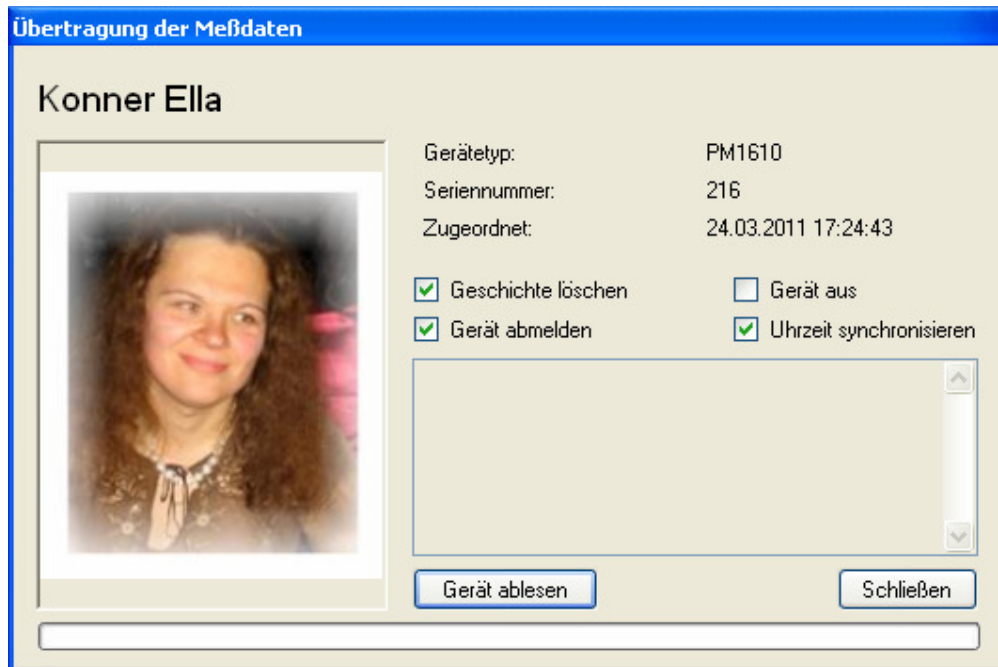 Übertragung der Meßdaten
Konner Ella
Gerätetyp: PM1610
Seriennummer: 216
Zugeordnet: 24.03.2011 17:24:43
Geschichte löschen Gerät aus
Gerät abmelden Uhrzeit synchronisieren
Gerät ablesen Schließen